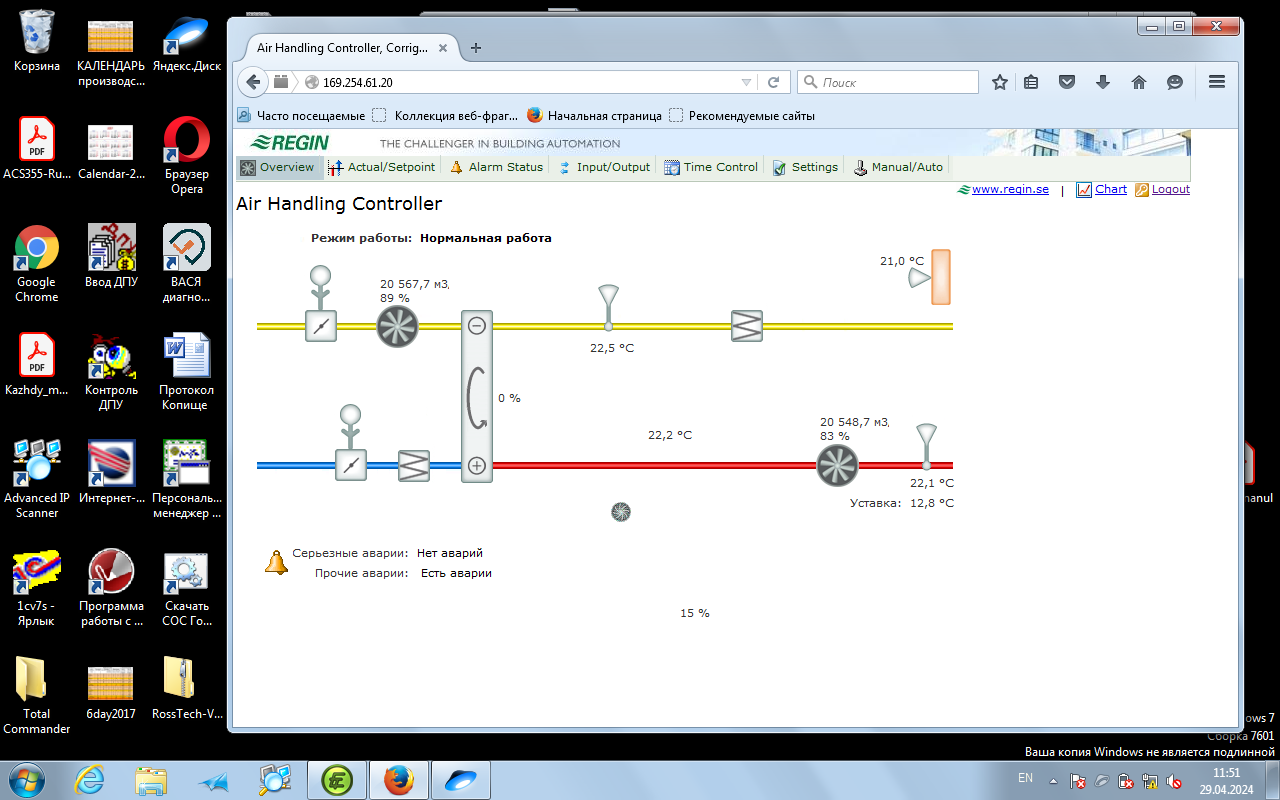 Корзина
КАЛЕНДАРЬ производс...
Яндекс.Диск
ACS355-Ru...
Calendar-2...
Браузер Opera
Google Chrome
Ввод ДПУ
ВАСЯ диагно...
Kazhdy_m...
Контроль ДПУ
Протокол Копище
Advanced IP Scanner
Интернет-...
Персональ... менеджер ...
1cv7s - Ярлык
Программа работы с ...
Скачать СОС Го...
Total Commander
6day2017
RossTech-V...
Air Handling Controller, Corrig...
169.254.61.20
Поиск
Часто посещаемые
Коллекция веб-фраг...
Начальная страница
Рекомендуемые сайты
REGIN
THE CHALLENGER IN BUILDING AUTOMATION
Overview
Actual/Setpoint
Alarm Status
Input/Output
Time Control
Settings
Manual/Auto
www.regin.se | Chart Logout
Air Handling Controller
Режим работы: Нормальная работа
21,0 °C
20 567,7 м3,
89 %
22,5 °C
0 %
20 548,7 м3,
83 %
22,2 °C
22,1 °C
Уставка: 12,8 °C
Серьезные аварии: Нет аварий
Прочие аварии: Есть аварии
15 %
PDF
PDF
anul
ows 7
Сборка 7601
Ваша копия Windows не является подлинной
EN
11:51
29.04.2024